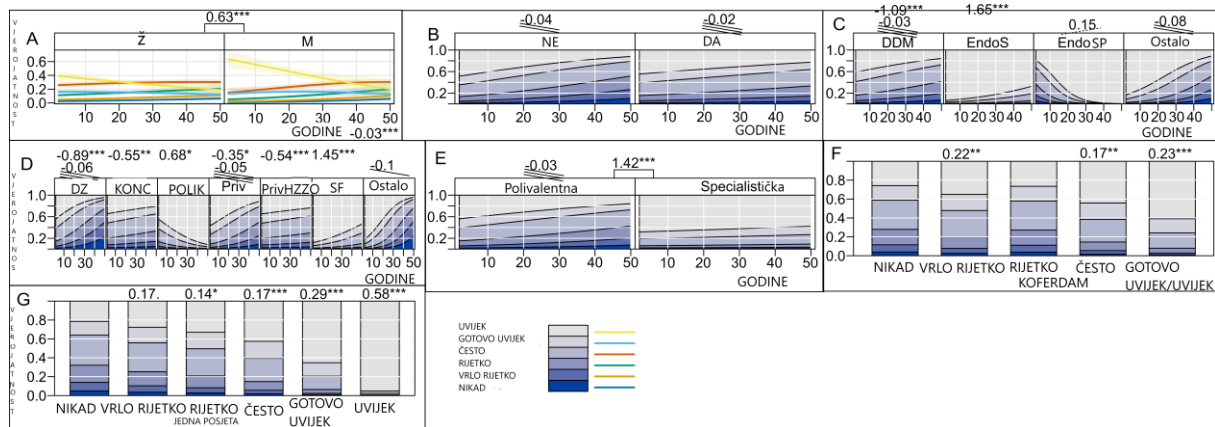 0.63***
A
Ž M
VJEROJATNOST
0.6
0.4
0.2
0.0
10 20 30 40 50 10 20 30 40 50
GODINE -0.03***
B
-0.04 -0.02
NE DA
1.0
0.6
0.2
10 20 30 40 50 10 20 30 40 50
GODINE
C
-1.09*** 1.65***
-0.03 0.15 -0.08
DDM EndoS EndoSP Ostalo
1.0
0.6
0.2
10 20 30 40 10 20 30 40 10 20 30 40 10 20 30 40
GODINE
D
-0.89*** -0.55** 0.68* -0.35* -0.54*** 1.45***
-0.06 -0.05 -0.1
DZ KONC POLIK Priv PrivHZZO SF Ostalo
VJEROJATNOS
1.0
0.6
0.2
10 30 10 30 10 30 10 30 10 30 10 30 10 30 50
GODINE
E
-0.03 1.42***
Polivalentna Specialistička
1.0
0.6
0.2
10 20 30 40 50 10 20 30 40 50
GODINE
F
0.22** 0.17** 0.23***
0.8
0.6
0.4
0.2
0.0
NIKAD VRLO RIJETKO RIJETKO ČESTO GOTOVO
KOFERDAM UVIJEK/UVIJEK
G
0.17. 0.14* 0.17*** 0.29*** 0.58***
VJEROJATNOST
0.8
0.6
0.4
0.2
0.0
NIKAD VRLO RIJETKO RIJETKO ČESTO GOTOVO UVIJEK
JEDNA POSJETA UVIJEK
UVIJEK
GOTOVO UVIJEK
ČESTO
RIJETKO
VRLO RIJETKO
NIKAD